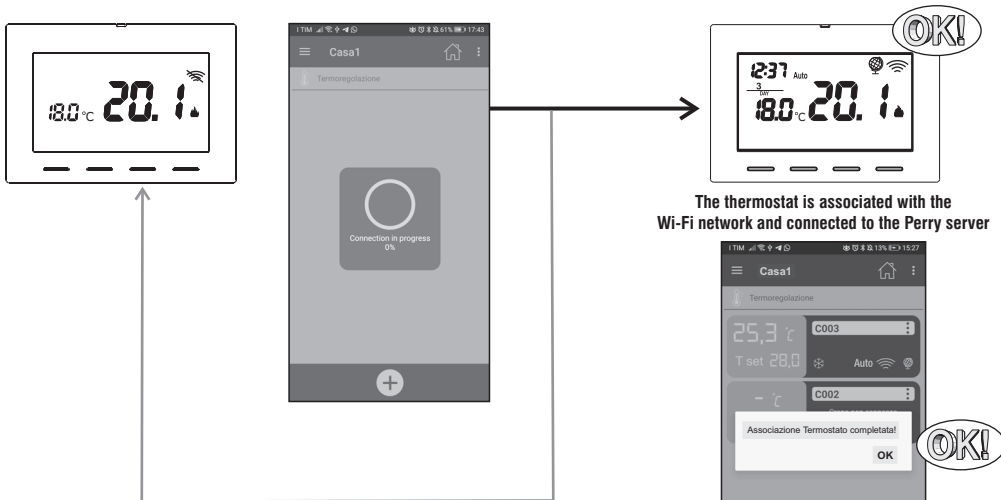 18.0 °C 20.1
I TIM 61% 17:43
Casa1
Termoregolazione
Connection in progress
0%
+
OK!
12:37 Auto
3
DAY
18.0 °C 20.1
The thermostat is associated with the
Wi-Fi network and connected to the Perry server
I TIM 13% 15:27
Casa1
Termoregolazione
25,3 °C
C003
T set 28,0
Auto
- °C
C002
Associazione Termostato completata!
OK
OK!